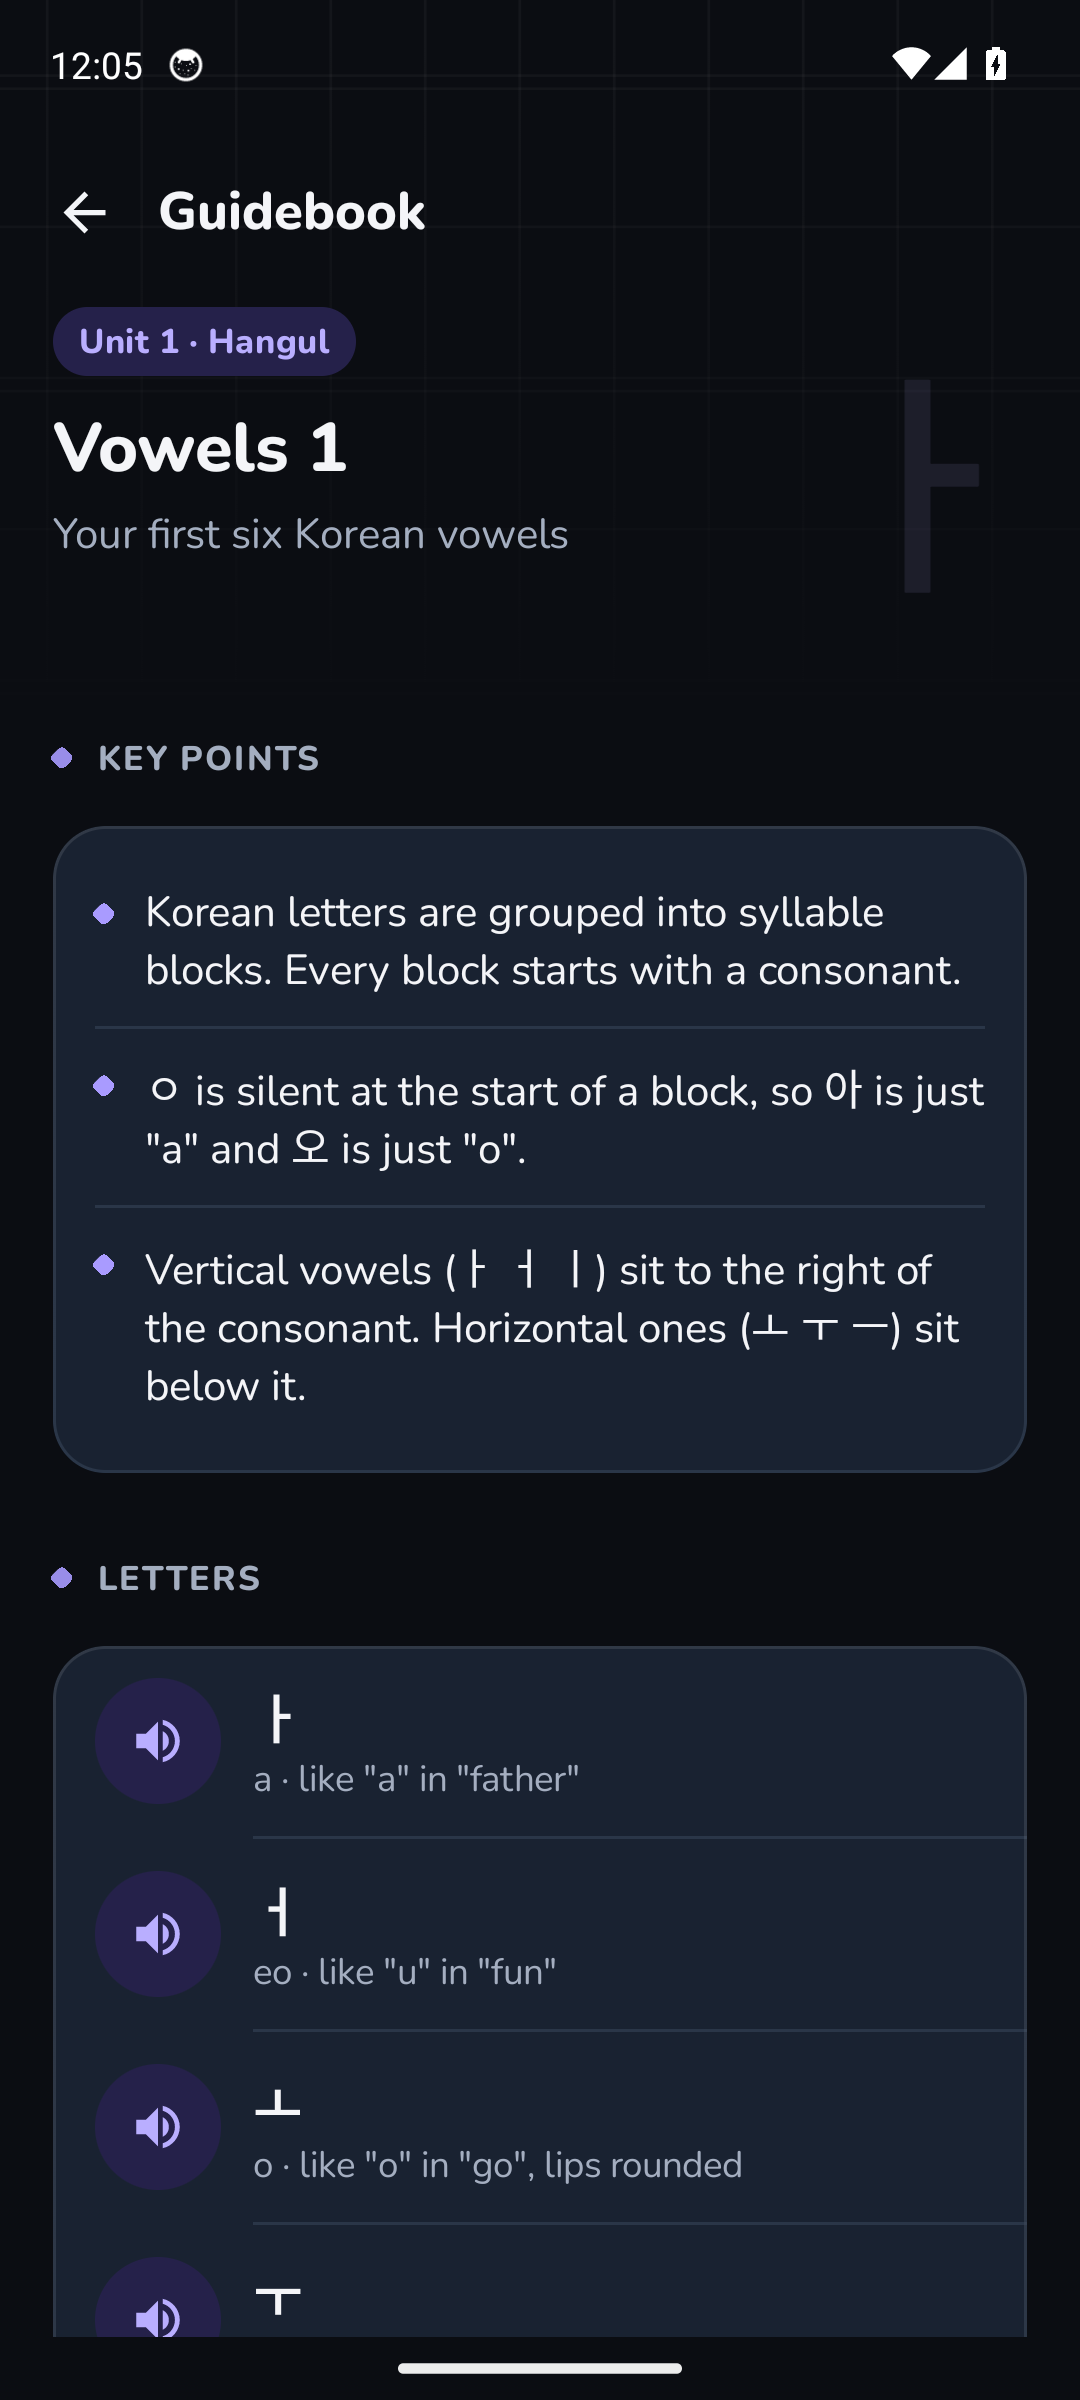 12:05
Guidebook
Unit 1 · Hangul
Vowels 1
Your first six Korean vowels
ㅏ
KEY POINTS
Korean letters are grouped into syllable
blocks. Every block starts with a consonant.
ㅇ is silent at the start of a block, so 아 is just
"a" and 오 is just "o".
Vertical vowels (ㅏ ㅓ ㅣ) sit to the right of
the consonant. Horizontal ones (ㅗ ㅜ ㅡ) sit
below it.
LETTERS
ㅏ
a · like "a" in "father"
ㅓ
eo · like "u" in "fun"
ㅗ
o · like "o" in "go", lips rounded
ㅜ